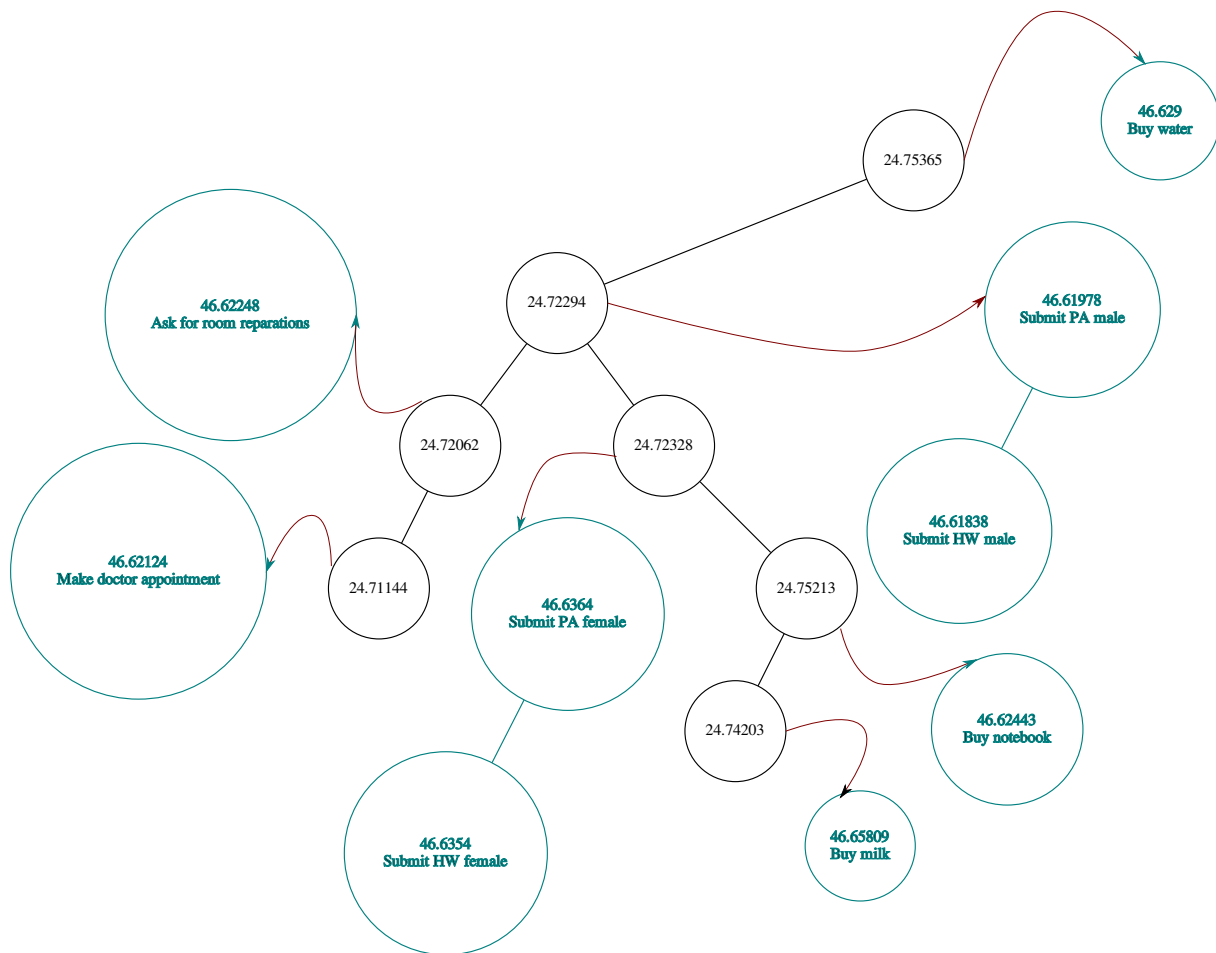 46.629
Buy water
24.75365
46.62248
Ask for room reparations
24.72294
46.61978
Submit PA male
24.72062
24.72328
46.61838
Submit HW male
46.62124
Make doctor appointment
24.71144
46.6364
Submit PA female
24.75213
24.74203
46.62443
Buy notebook
46.6354
Submit HW female
46.65809
Buy milk